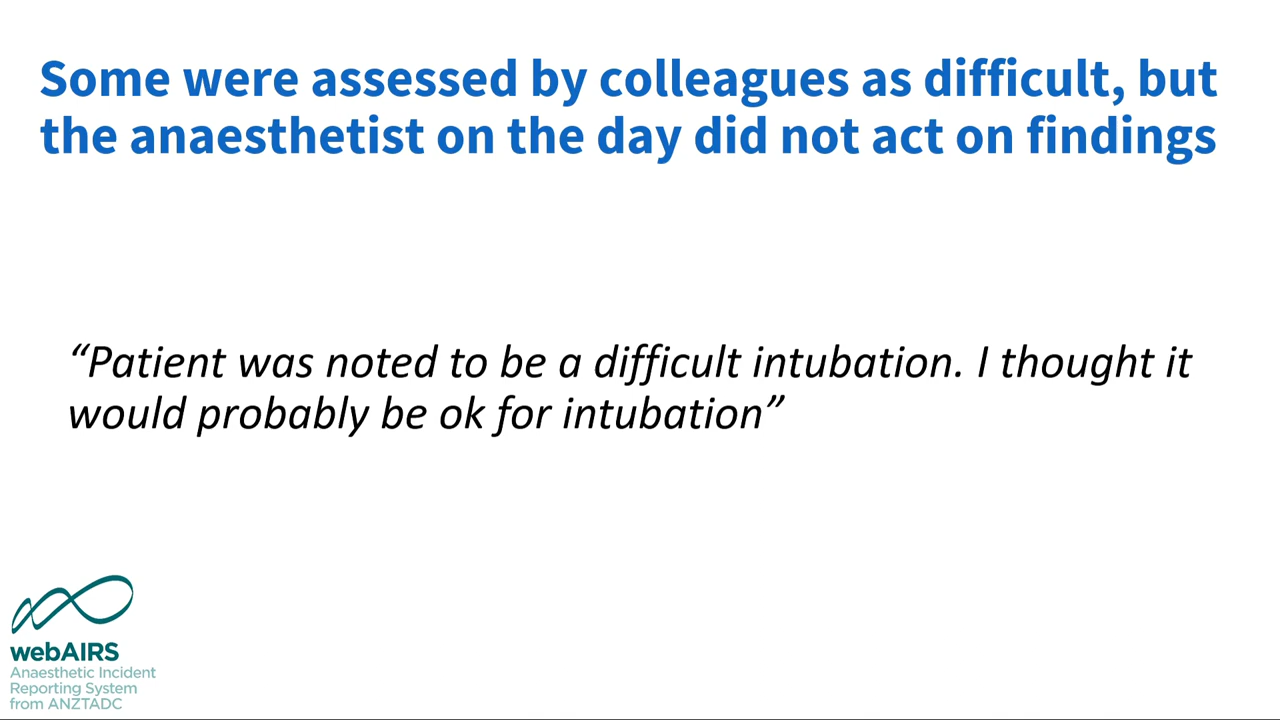 Some were assessed by colleagues as difficult, but
the anaesthetist on the day did not act on findings
“Patient was noted to be a difficult intubation. I thought it
would probably be ok for intubation”
webAIRS
Anaesthetic Incident
Reporting System
from ANZTADC